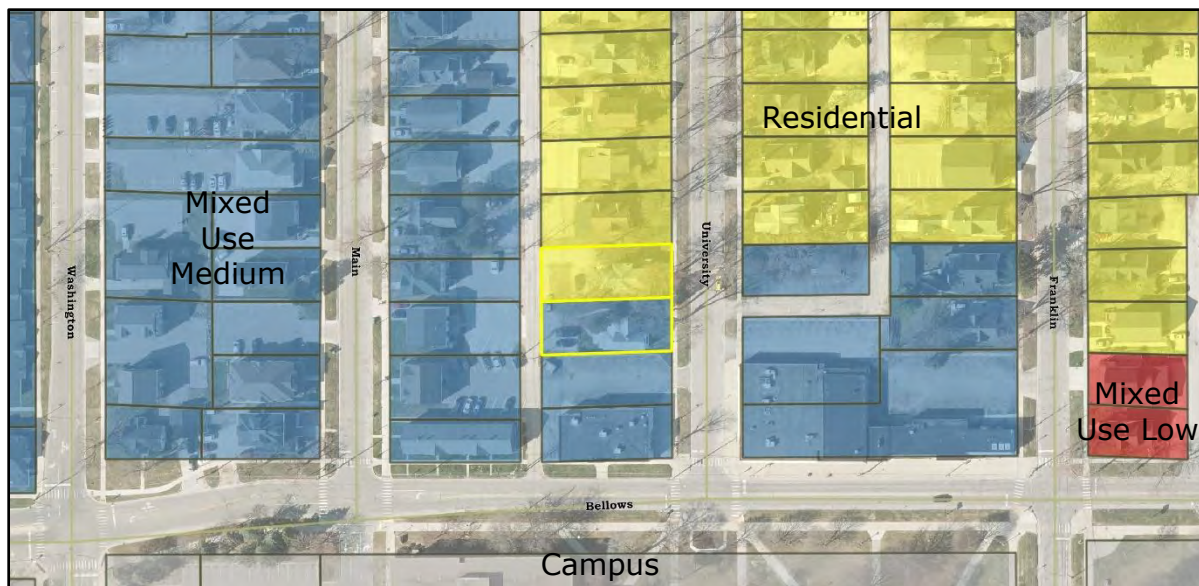 Residential
Mixed
Use
Medium
Washington
Main
University
Franklin
Mixed
Use Low
Bellows
Campus